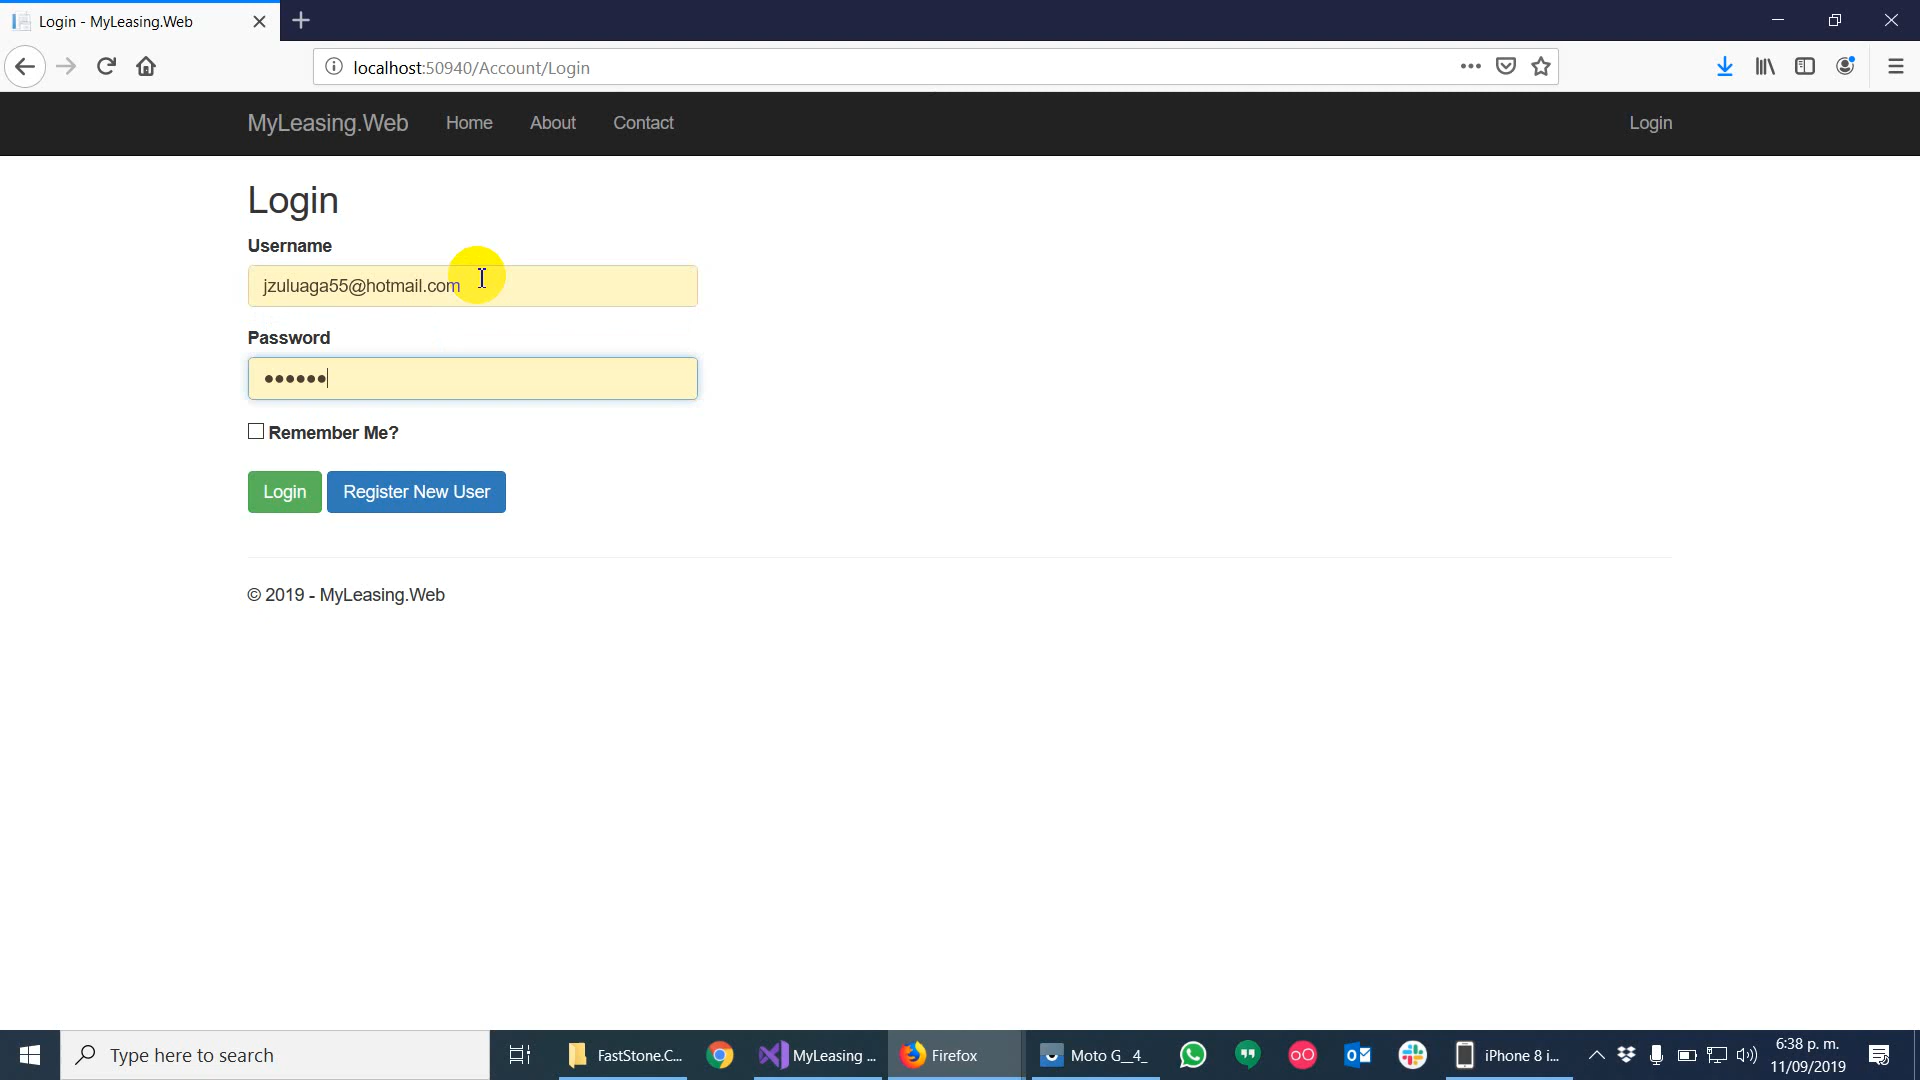 Login - MyLeasing.Web
localhost:50940/Account/Login
MyLeasing.Web Home About Contact Login
Login
Username
jzuluaga55@hotmail.com
Password
••••••
Remember Me?
Login Register New User
© 2019 - MyLeasing.Web
Type here to search FastStone.C... MyLeasing ... Firefox Moto G__4_ iPhone 8 i... 6:38 p. m.
11/09/2019